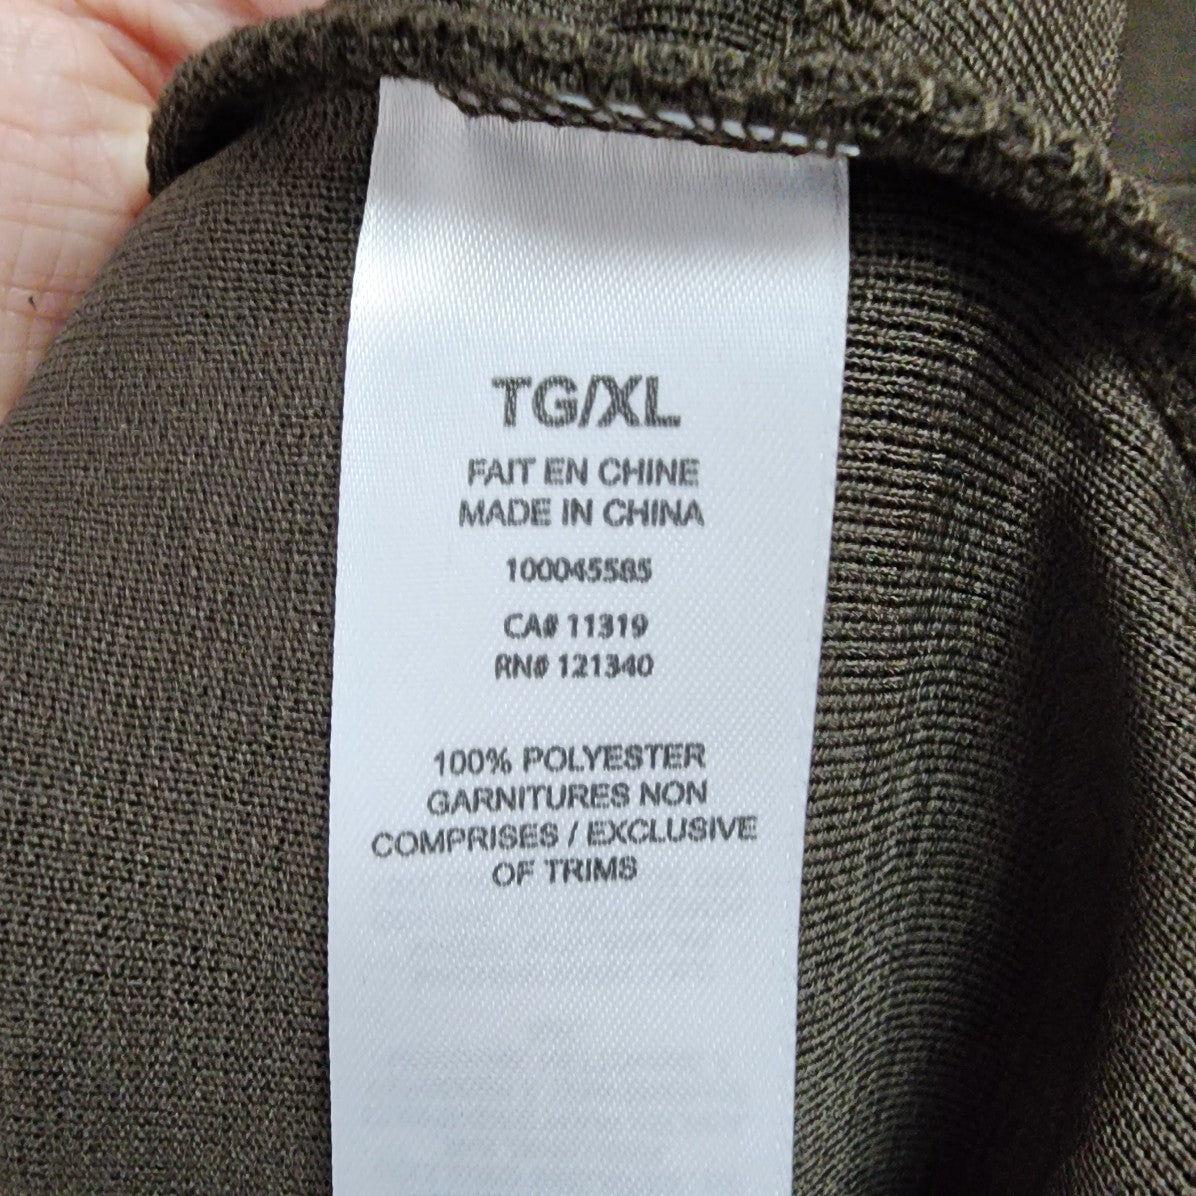 TG/XL
FAIT EN CHINE
MADE IN CHINA
100045585
CA# 11319
RN# 121340
100% POLYESTER
GARNITURES NON
COMPRISES / EXCLUSIVE
OF TRIMS